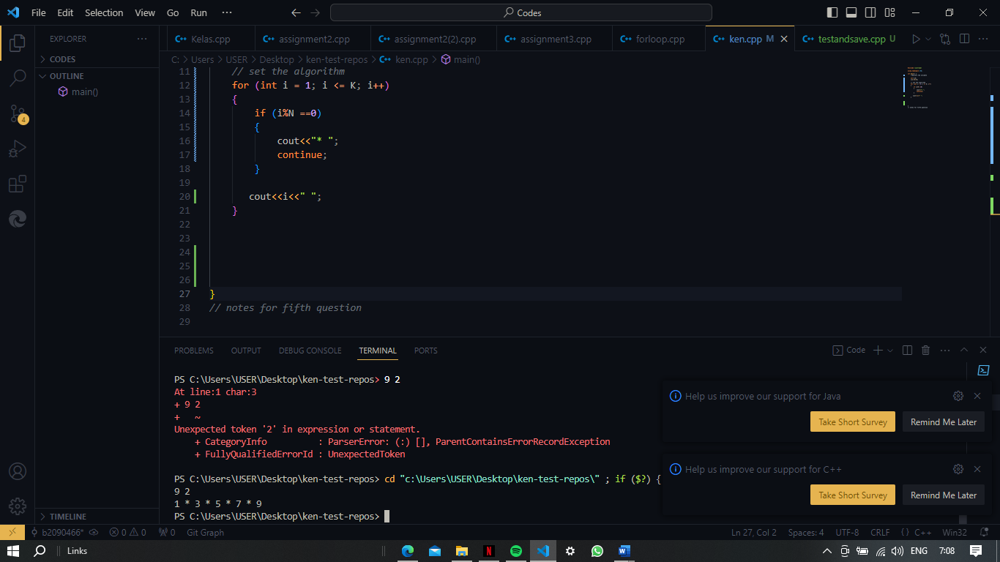 File Edit Selection View Go Run ··· Codes
EXPLORER ···
Kelas.cpp assignment2.cpp assignment2(2).cpp assignment3.cpp forloop.cpp ken.cpp M testandsave.cpp U
CODES
C: > Users > USER > Desktop > ken-test-repos > ken.cpp > main()
OUTLINE
main()
4
11 // set the algorithm
12 for (int i = 1; i <= K; i++)
13 {
14 if (i%N ==0)
15 {
16 cout<<"* ";
17 continue;
18 }
19
20 cout<<i<<" ";
21 }
22
23
24
25
26
27 }
28 // notes for fifth question
29
PROBLEMS OUTPUT DEBUG CONSOLE TERMINAL PORTS Code
PS C:\Users\USER\Desktop\ken-test-repos> 9 2
At line:1 char:3
+ 9 2
+   ~
Unexpected token '2' in expression or statement.
+ CategoryInfo : ParserError: (:) [], ParentContainsErrorRecordException
+ FullyQualifiedErrorId : UnexpectedToken
PS C:\Users\USER\Desktop\ken-test-repos> cd "c:\Users\USER\Desktop\ken-test-repos\" ; if ($?) {
9 2
1 * 3 * 5 * 7 * 9
PS C:\Users\USER\Desktop\ken-test-repos>
Help us improve our support for Java
Take Short Survey Remind Me Later
Help us improve our support for C++
Take Short Survey Remind Me Later
TIMELINE
b2090466* 0 0 0 Git Graph Ln 27, Col 2 Spaces: 4 UTF-8 CRLF {} C++ Win32
Links ENG 7:08